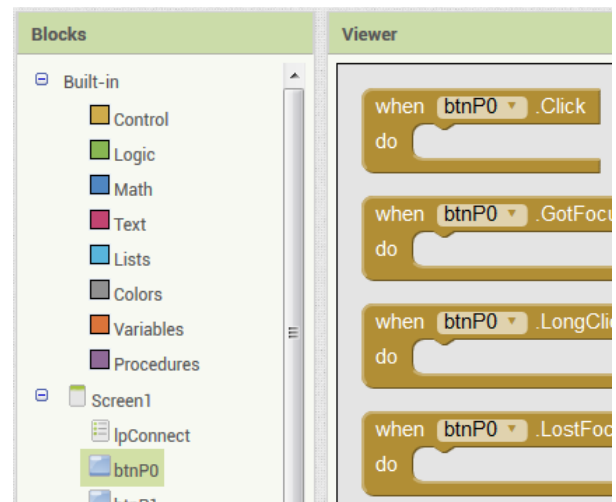 Blocks
Built-in
Control
Logic
Math
Text
Lists
Colors
Variables
Procedures
Screen1
lpConnect
btnP0
Viewer
when btnP0 .Click
do
when btnP0 .GotFocu
do
when btnP0 .LongClic
do
when btnP0 .LostFoc
do